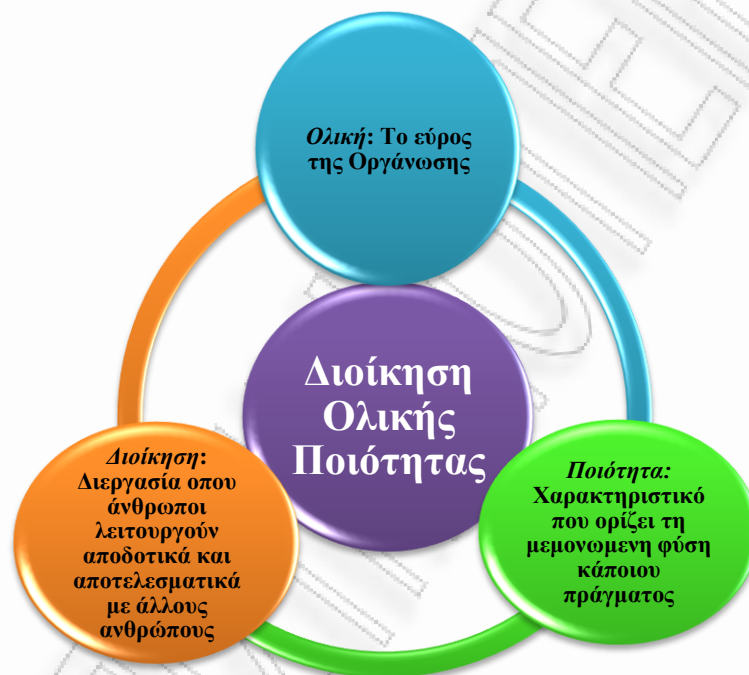 Ολική: Το εύρος
της Οργάνωσης
Διοίκηση
Ολικής
Ποιότητας
Διοίκηση:
Διεργασία οπου
άνθρωποι
λειτουργούν
αποδοτικά και
αποτελεσματικά
με άλλους
ανθρώπους
Ποιότητα:
Χαρακτηριστικό
που ορίζει τη
μεμονωμενη φύση
κάποιου
πράγματος